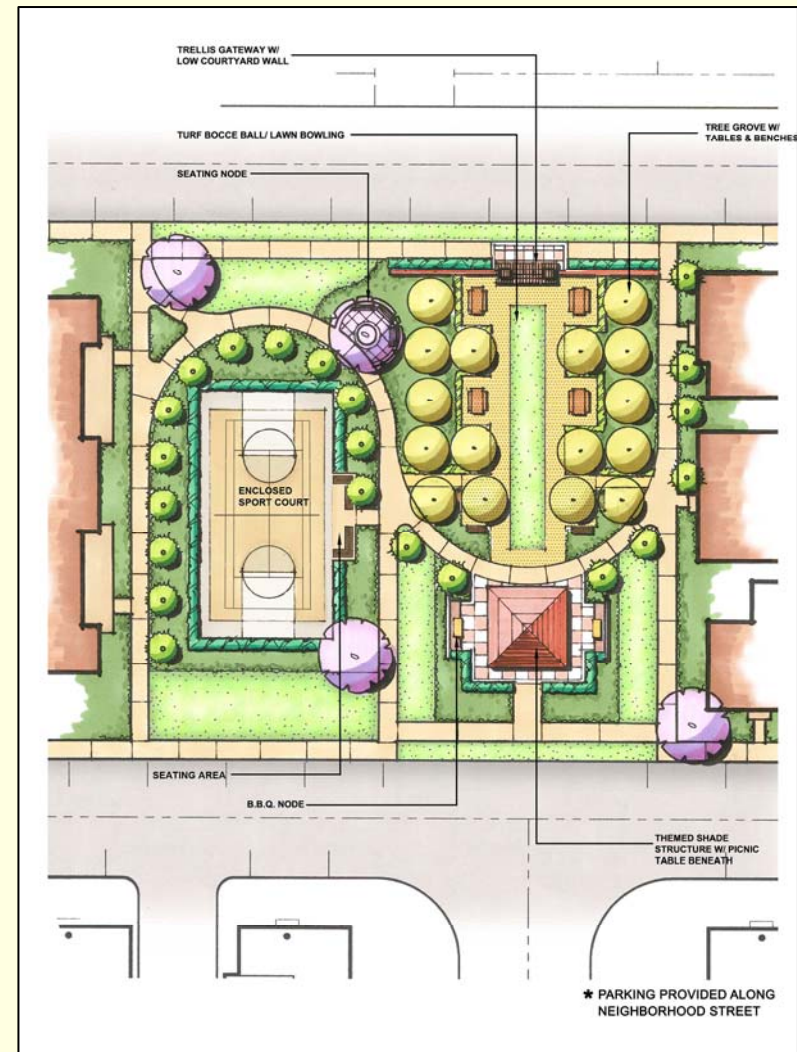 TRELLIS GATEWAY W/
LOW COURTYARD WALL
TURF BOCCE BALL/ LAWN BOWLING
TREE GROVE W/
TABLES & BENCHES
SEATING NODE
ENCLOSED
SPORT COURT
SEATING AREA
B.B.Q. NODE
THEMED SHADE
STRUCTURE W/ PICNIC
TABLE BENEATH
* PARKING PROVIDED ALONG
NEIGHBORHOOD STREET